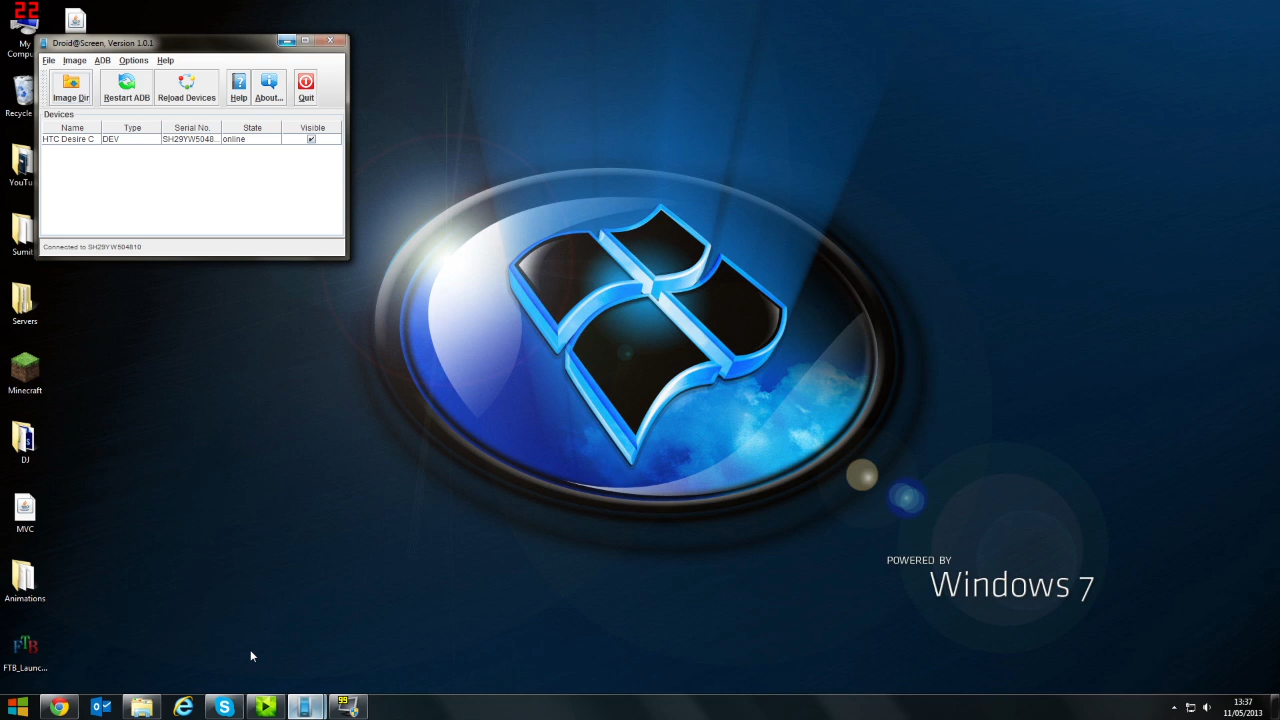 22
My
Compu
Recycle
YouTu
Sumit
Servers
Minecraft
DJ
MVC
Animations
FTB
FTB_Launc...
Droid@Screen, Version 1.0.1
File Image ADB Options Help
Image Dir Restart ADB Reload Devices Help About... Quit
Devices
Name Type Serial No. State Visible
HTC Desire C DEV SH29YW5048... online
Connected to SH29YW504810
POWERED BY
Windows 7
99
13:37
11/05/2013